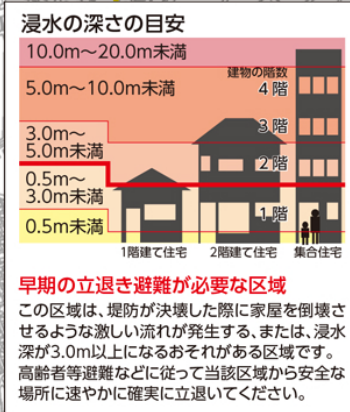 浸水の深さの目安
10.0m～20.0m未満
建物の階数
5.0m～10.0m未満
4階
3.0m～
5.0m未満
3階
2階
0.5m～
3.0m未満
1階
0.5m未満
1階建て住宅
2階建て住宅
集合住宅
早期の立退き避難が必要な区域
この区域は、堤防が決壊した際に家屋を倒壊さ
せるような激しい流れが発生する、または、浸水
深が3.0m以上になるおそれがある区域です。
高齢者等避難などに従って当該区域から安全な
場所に速やかに確実に立退いてください。